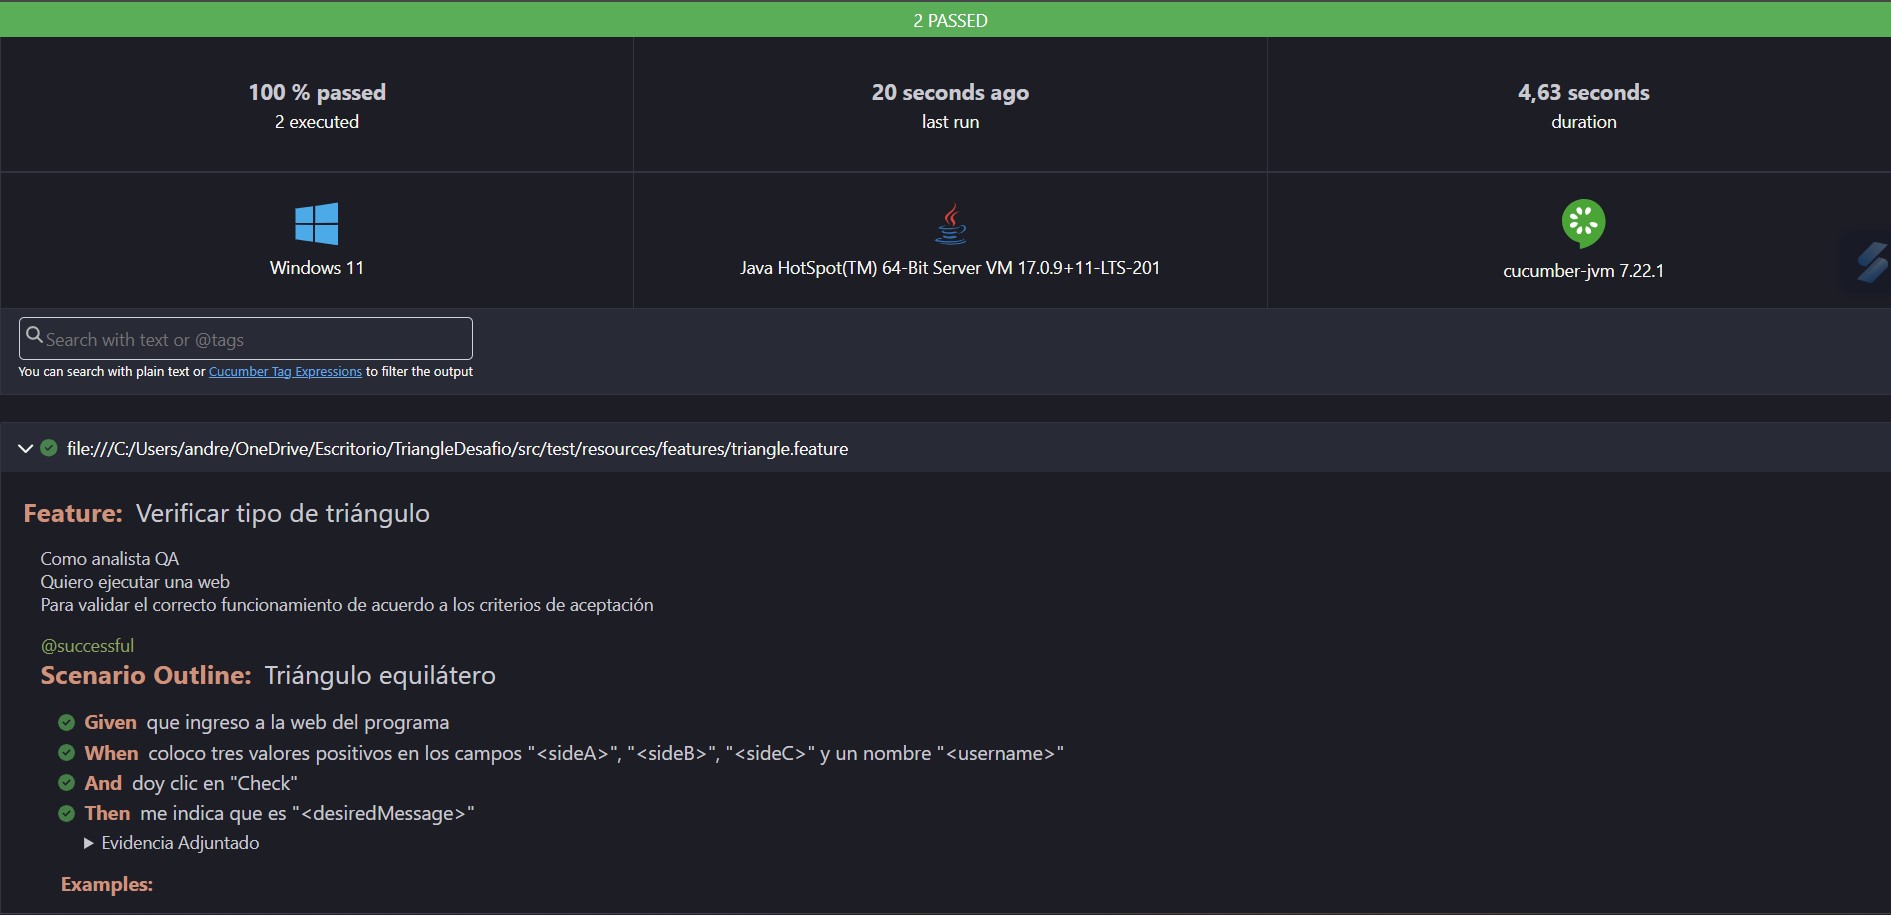 2 PASSED
100 % passed
2 executed
20 seconds ago
last run
4,63 seconds
duration
Windows 11
Java HotSpot(TM) 64-Bit Server VM 17.0.9+11-LTS-201
cucumber-jvm 7.22.1
Search with text or @tags
You can search with plain text or Cucumber Tag Expressions to filter the output
file:///C:/Users/andre/OneDrive/Escritorio/TriangleDesafio/src/test/resources/features/triangle.feature
Feature: Verificar tipo de triángulo
Como analista QA
Quiero ejecutar una web
Para validar el correcto funcionamiento de acuerdo a los criterios de aceptación
@successful
Scenario Outline: Triángulo equilátero
Given que ingreso a la web del programa
When coloco tres valores positivos en los campos "<sideA>", "<sideB>", "<sideC>" y un nombre "<username>"
And doy clic en "Check"
Then me indica que es "<desiredMessage>"
Evidencia Adjuntado
Examples: